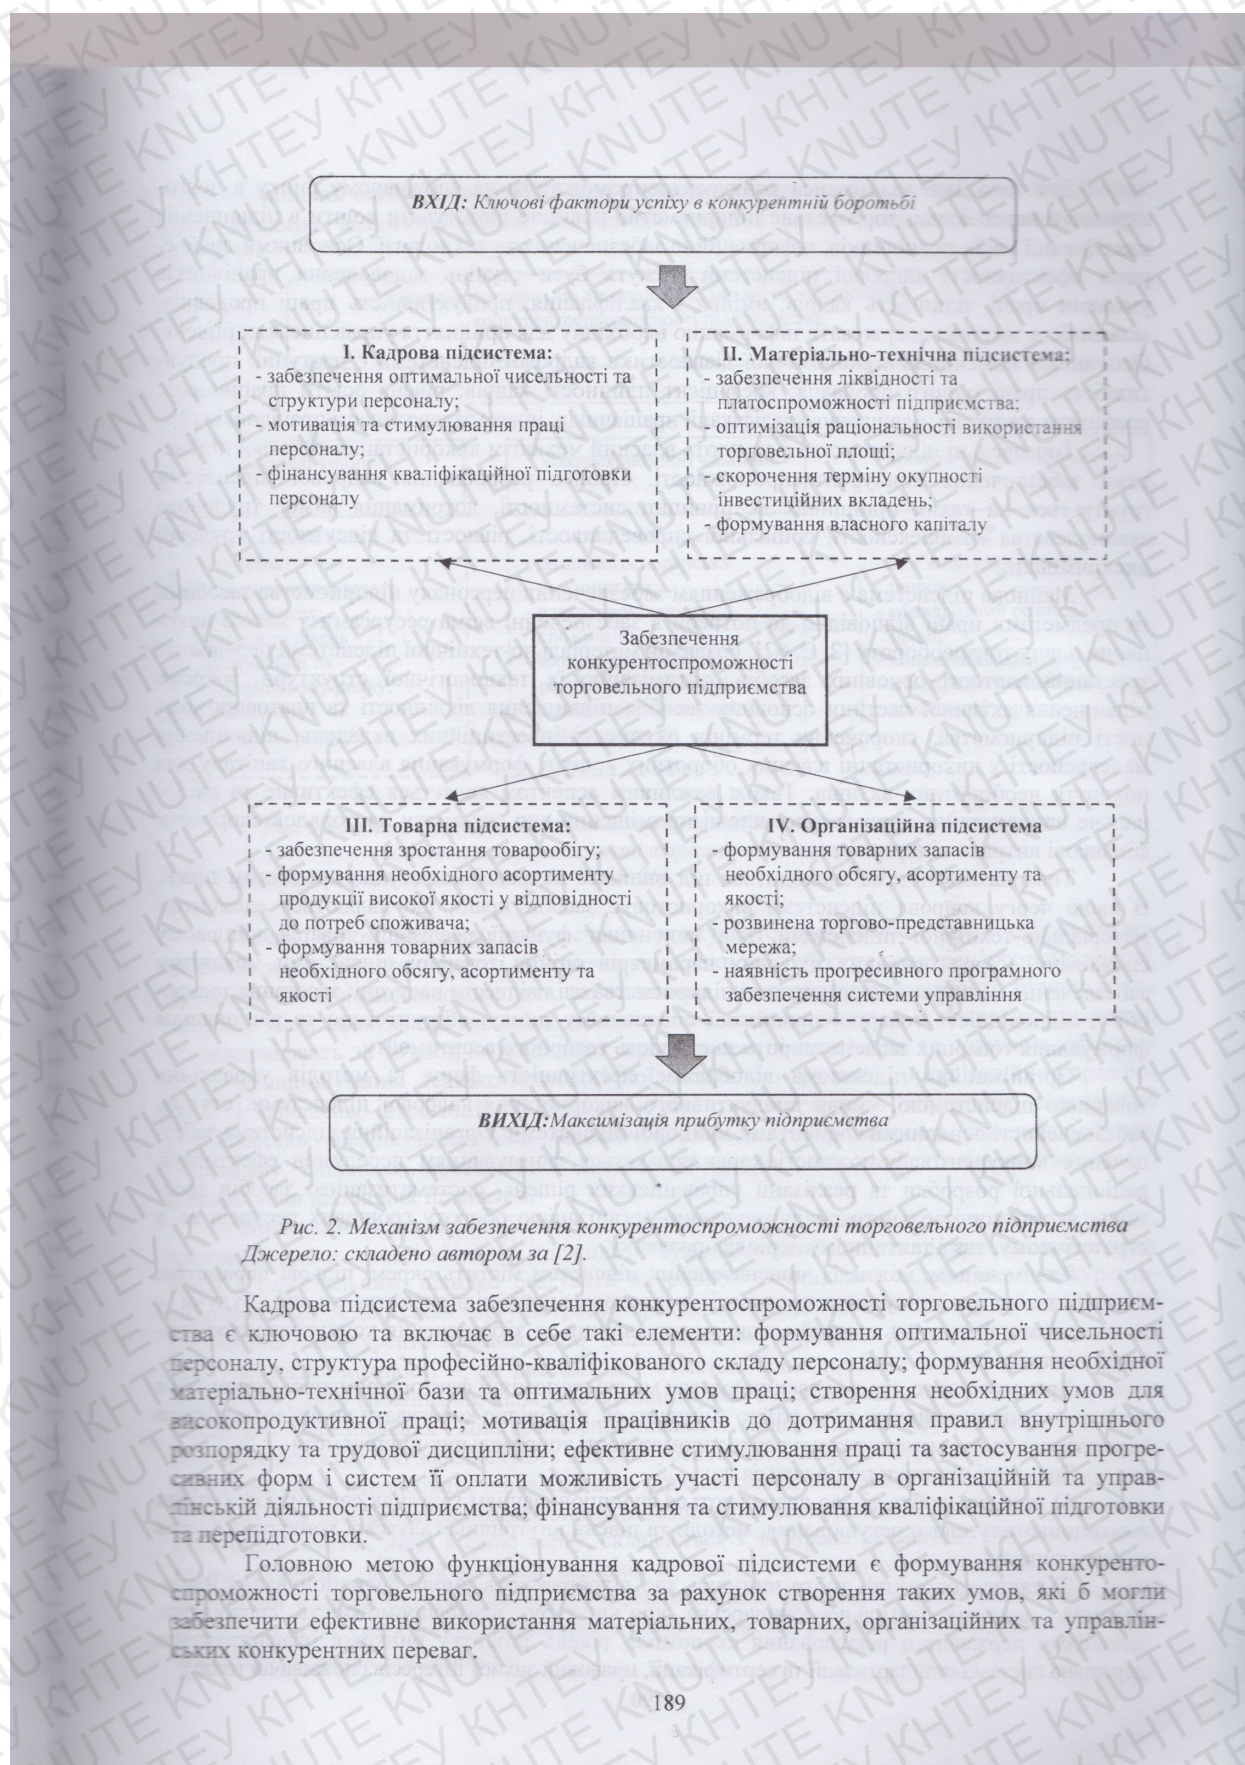 ВХІД: Ключові фактори успіху в конкурентній боротьбі
І. Кадрова підсистема:
- забезпечення оптимальної чисельності та
структури персоналу;
- мотивація та стимулювання праці
персоналу;
- фінансування кваліфікаційної підготовки
персоналу
ІІ. Матеріально-технічна підсистема:
- забезпечення ліквідності та
платоспроможності підприємства;
- оптимізація раціональності використання
торговельної площі;
- скорочення терміну окупності
інвестиційних вкладень;
- формування власного капіталу
Забезпечення
конкурентоспроможності
торговельного підприємства
ІІІ. Товарна підсистема:
- забезпечення зростання товарообігу;
- формування необхідного асортименту
продукції високої якості у відповідності
до потреб споживача;
- формування товарних запасів
необхідного обсягу, асортименту та
якості
IV. Організаційна підсистема
- формування товарних запасів
необхідного обсягу, асортименту та
якості;
- розвинена торгово-представницька
мережа;
- наявність прогресивного програмного
забезпечення системи управління
ВИХІД:Максимізація прибутку підприємства
Рис. 2. Механізм забезпечення конкурентоспроможності торговельного підприємства
Джерело: складено автором за [2].
Кадрова підсистема забезпечення конкурентоспроможності торговельного підприєм-
ства є ключовою та включає в себе такі елементи: формування оптимальної чисельності
персоналу, структура професійно-кваліфікованого складу персоналу; формування необхідної
матеріально-технічної бази та оптимальних умов праці; створення необхідних умов для
високопродуктивної праці; мотивація працівників до дотримання правил внутрішнього
розпорядку та трудової дисципліни; ефективне стимулювання праці та застосування прогре-
сивних форм і систем її оплати можливість участі персоналу в організаційній та управ-
лінській діяльності підприємства; фінансування та стимулювання кваліфікаційної підготовки
та перепідготовки.
Головною метою функціонування кадрової підсистеми є формування конкуренто-
спроможності торговельного підприємства за рахунок створення таких умов, які б могли
забезпечити ефективне використання матеріальних, товарних, організаційних та управлін-
ських конкурентних переваг.
189